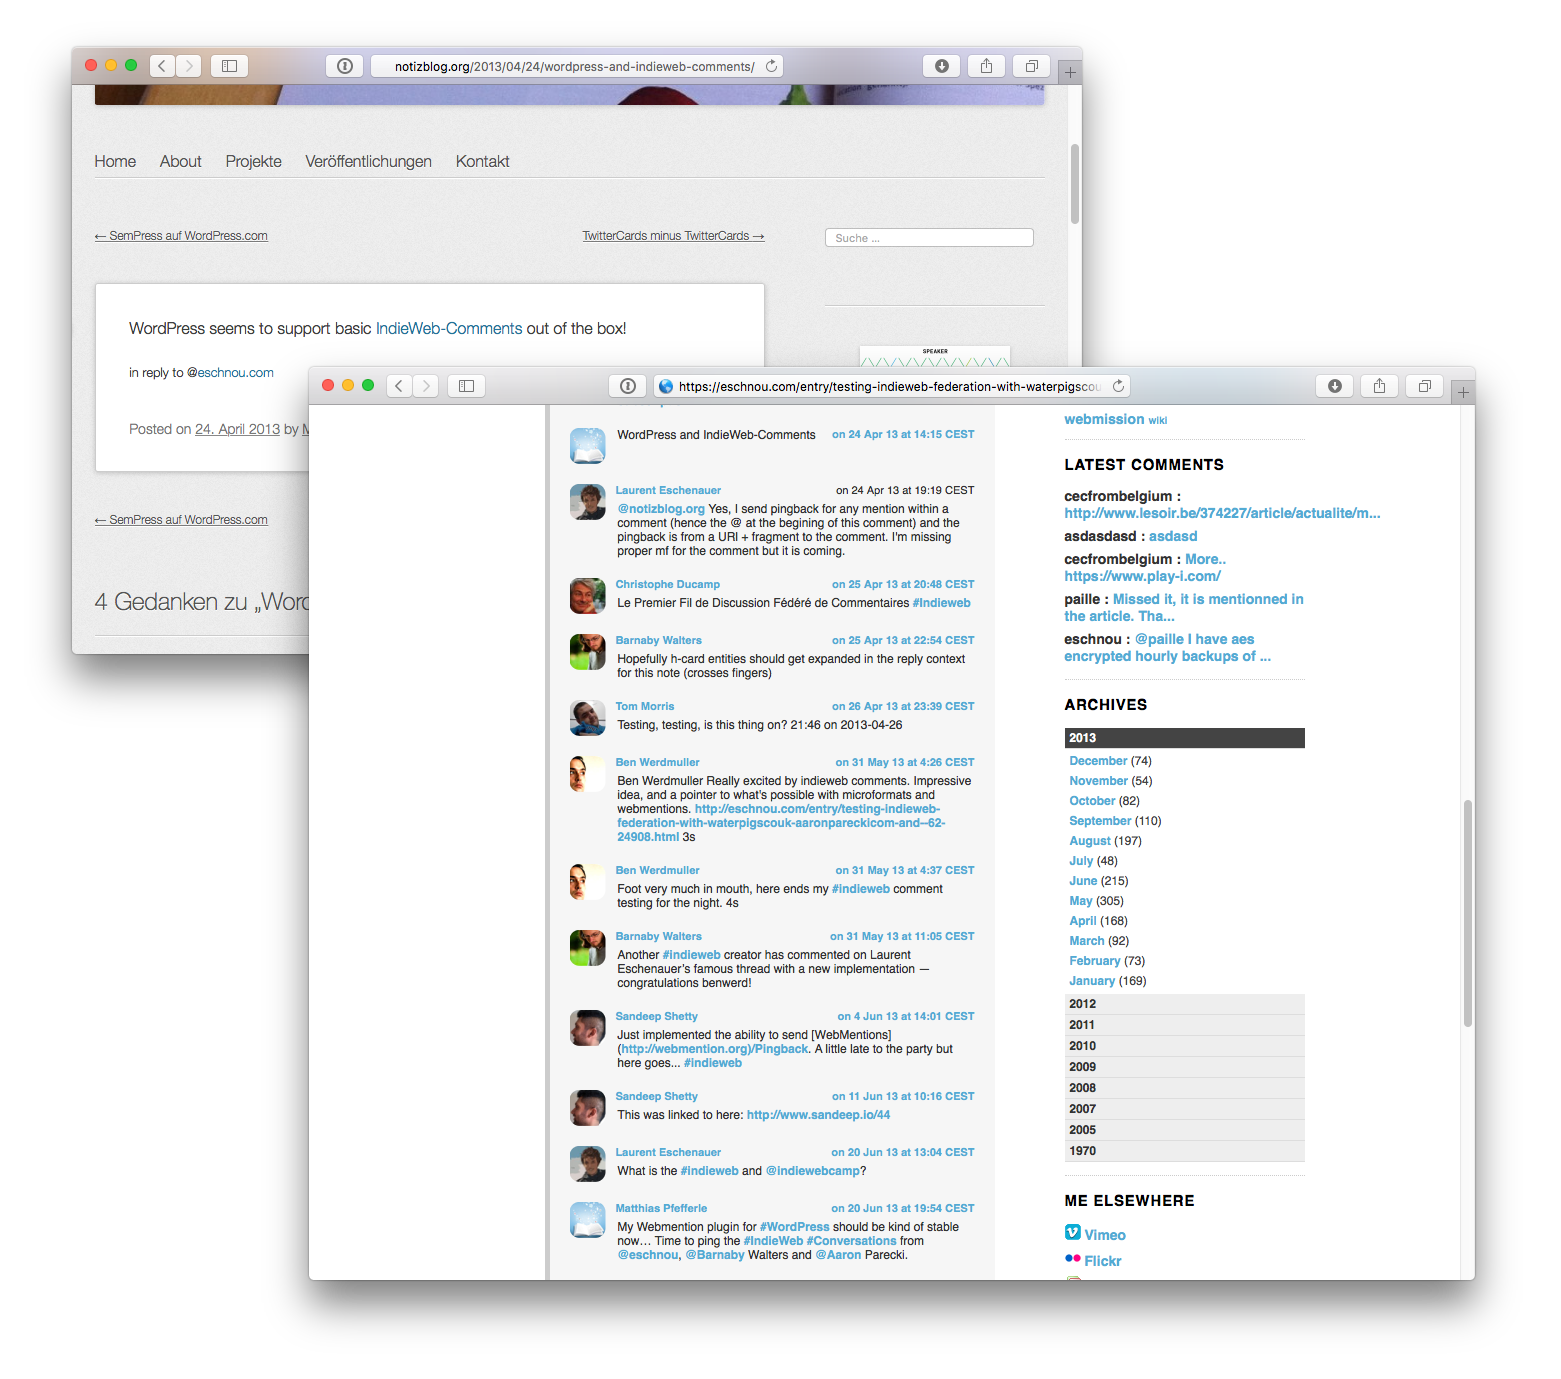 notizblog.org/2013/04/24/wordpress-and-indieweb-comments/
Home About Projekte Veröffentlichungen Kontakt
← SemPress auf WordPress.com
TwitterCards minus TwitterCards →
Suche ...
WordPress seems to support basic IndieWeb-Comments out of the box!
in reply to @eschnou.com
Posted on 24. April 2013 by M
← SemPress auf WordPress.com
4 Gedanken zu „Word
SPEAKER
https://eschnou.com/entry/testing-indieweb-federation-with-waterpigscou
WordPress and IndieWeb-Comments on 24 Apr 13 at 14:15 CEST
Laurent Eschenauer on 24 Apr 13 at 19:19 CEST
@notizblog.org Yes, I send pingback for any mention within a
comment (hence the @ at the begining of this comment) and the
pingback is from a URI + fragment to the comment. I'm missing
proper mf for the comment but it is coming.
Christophe Ducamp on 25 Apr 13 at 20:48 CEST
Le Premier Fil de Discussion Fédéré de Commentaires #Indieweb
Barnaby Walters on 25 Apr 13 at 22:54 CEST
Hopefully h-card entities should get expanded in the reply context
for this note (crosses fingers)
Tom Morris on 26 Apr 13 at 23:39 CEST
Testing, testing, is this thing on? 21:46 on 2013-04-26
Ben Werdmuller on 31 May 13 at 4:26 CEST
Ben Werdmuller Really excited by indieweb comments. Impressive
idea, and a pointer to what's possible with microformats and
webmentions. http://eschnou.com/entry/testing-indieweb-
federation-with-waterpigscouk-aaronpareckicom-and--62-
24908.html 3s
Ben Werdmuller on 31 May 13 at 4:37 CEST
Foot very much in mouth, here ends my #indieweb comment
testing for the night. 4s
Barnaby Walters on 31 May 13 at 11:05 CEST
Another #indieweb creator has commented on Laurent
Eschenauer's famous thread with a new implementation —
congratulations benwerd!
Sandeep Shetty on 4 Jun 13 at 14:01 CEST
Just implemented the ability to send [WebMentions]
(http://webmention.org)/Pingback. A little late to the party but
here goes... #indieweb
Sandeep Shetty on 11 Jun 13 at 10:16 CEST
This was linked to here: http://www.sandeep.io/44
Laurent Eschenauer on 20 Jun 13 at 13:04 CEST
What is the #indieweb and @indiewebcamp?
Matthias Pfefferle on 20 Jun 13 at 19:54 CEST
My Webmention plugin for #WordPress should be kind of stable
now… Time to ping the #IndieWeb #Conversations from
@eschnou, @Barnaby Walters and @Aaron Parecki.
webmission wiki
LATEST COMMENTS
cecfrombelgium :
http://www.lesoir.be/374227/article/actualite/m...
asdasdasd : asdasd
cecfrombelgium : More..
https://www.play-i.com/
paille : Missed it, it is mentionned in
the article. Tha...
eschnou : @paille I have aes
encrypted hourly backups of ...
ARCHIVES
2013
December (74)
November (54)
October (82)
September (110)
August (197)
July (48)
June (215)
May (305)
April (168)
March (92)
February (73)
January (169)
2012
2011
2010
2009
2008
2007
2005
1970
ME ELSEWHERE
Vimeo
Flickr